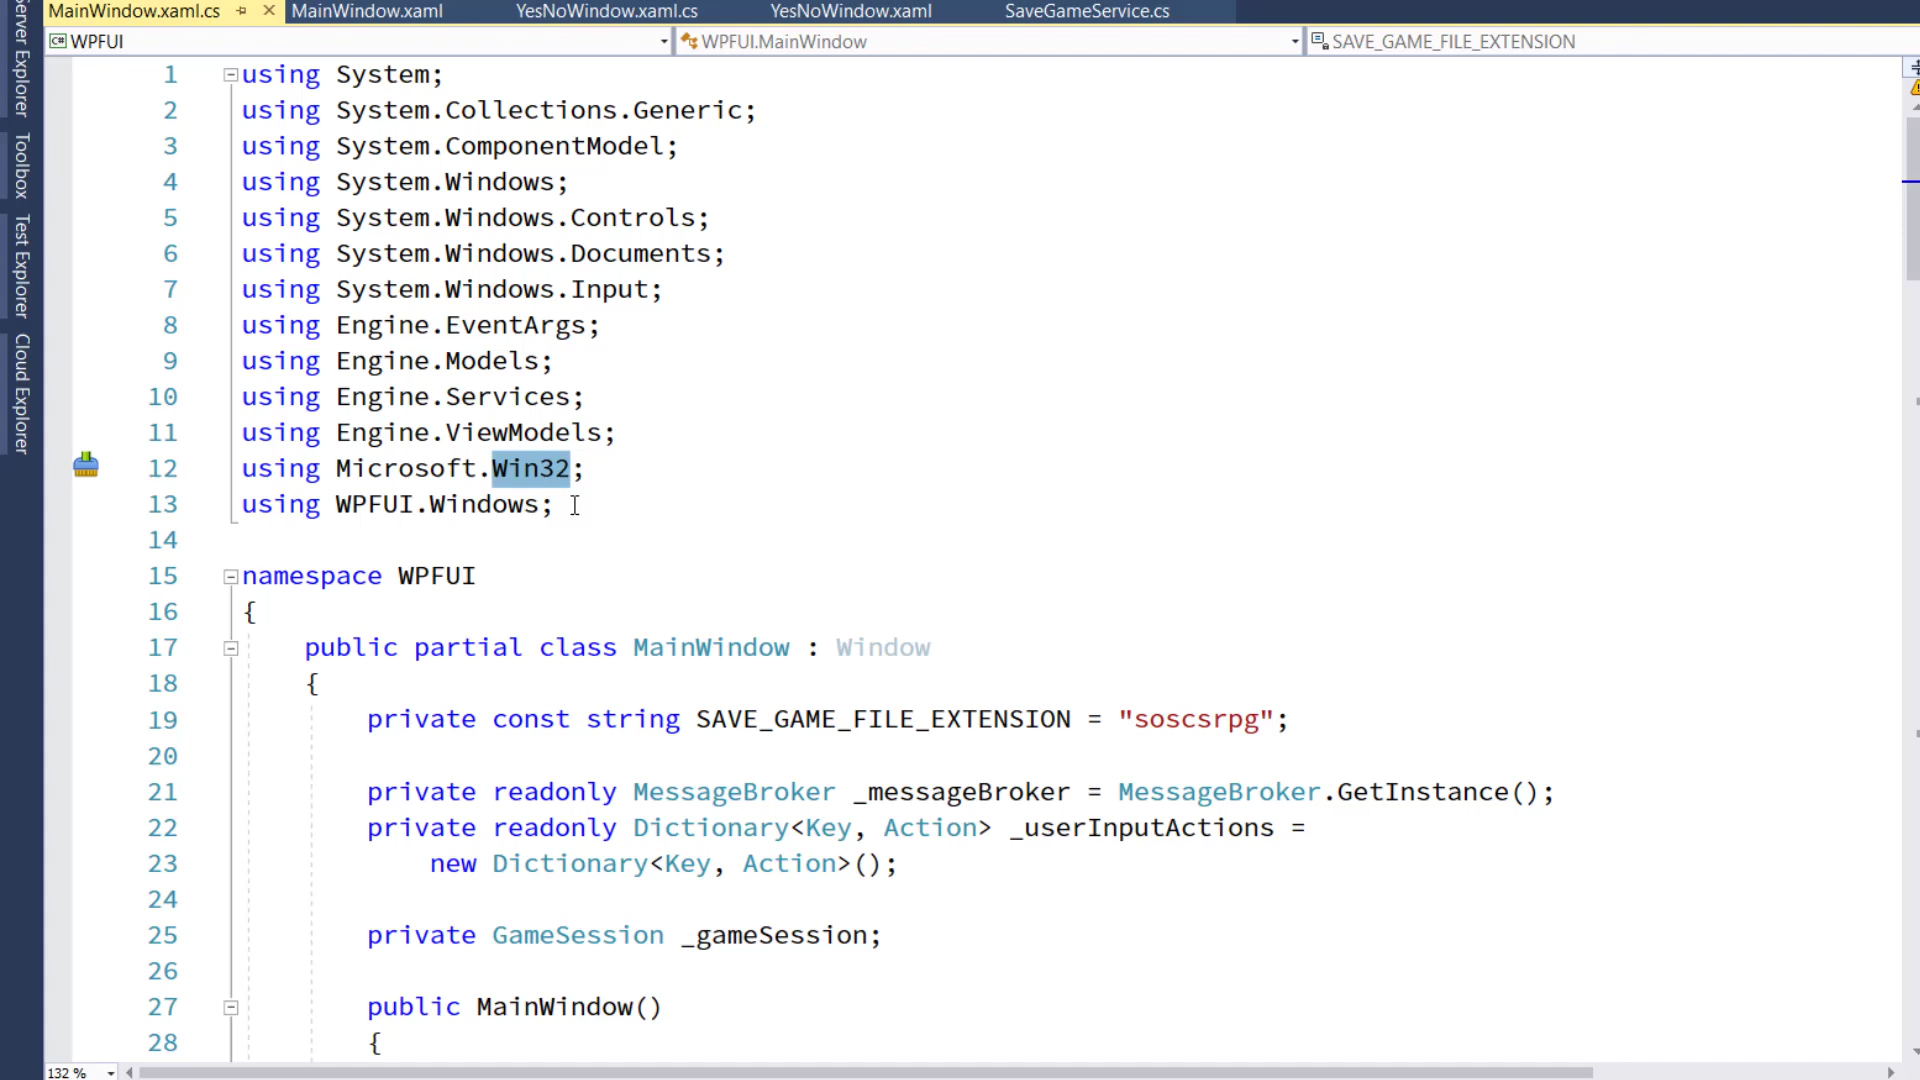 MainWindow.xaml.cs MainWindow.xaml YesNoWindow.xaml.cs YesNoWindow.xaml SaveGameService.cs
WPFUI WPFUI.MainWindow SAVE_GAME_FILE_EXTENSION
Server Explorer
Toolbox
Test Explorer
Cloud Explorer
1 using System;
2 using System.Collections.Generic;
3 using System.ComponentModel;
4 using System.Windows;
5 using System.Windows.Controls;
6 using System.Windows.Documents;
7 using System.Windows.Input;
8 using Engine.EventArgs;
9 using Engine.Models;
10 using Engine.Services;
11 using Engine.ViewModels;
12 using Microsoft.Win32;
13 using WPFUI.Windows;
14
15 namespace WPFUI
16 {
17 public partial class MainWindow : Window
18 {
19 private const string SAVE_GAME_FILE_EXTENSION = "soscsrpg";
20
21 private readonly MessageBroker _messageBroker = MessageBroker.GetInstance();
22 private readonly Dictionary<Key, Action> _userInputActions =
23 new Dictionary<Key, Action>();
24
25 private GameSession _gameSession;
26
27 public MainWindow()
28 {
132 %